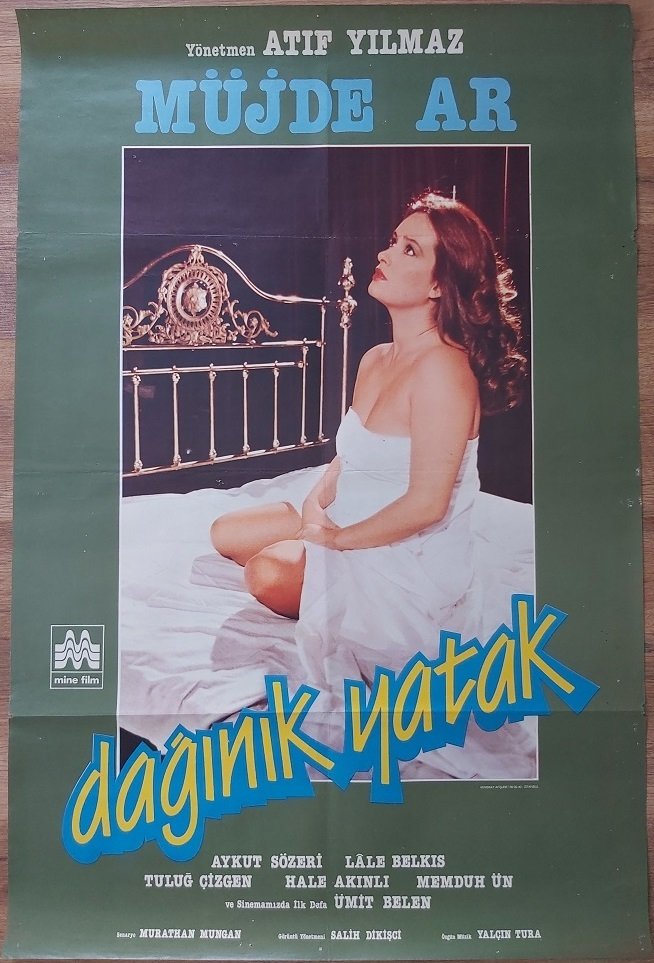 Yönetmen ATIF YILMAZ
MÜJDE AR
mine film
dağınık yatak
AYKUT SÖZERİ LÂLE BELKIS
TULUĞ ÇİZGEN HALE AKINLI MEMDUH ÜN
ve Sinemamızda İlk Defa ÜMİT BELEN
Senaryo MURATHAN MUNGAN Görüntü Yönetmeni SALİH DİKİŞÇİ Özgün Müzik YALÇIN TURA